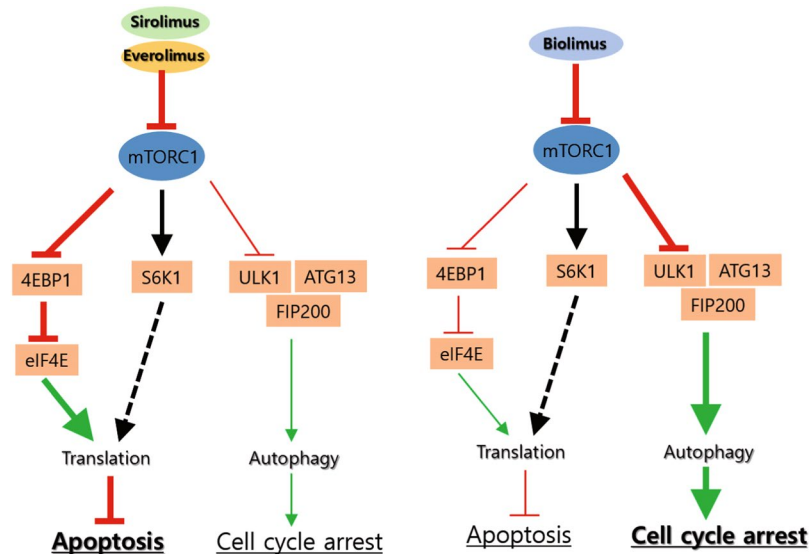 Sirolimus
Everolimus
mTORC1
4EBP1
S6K1
ULK1
ATG13
FIP200
eIF4E
Translation
Autophagy
Apoptosis
Cell cycle arrest
Biolimus
mTORC1
4EBP1
S6K1
ULK1
ATG13
FIP200
eIF4E
Translation
Autophagy
Apoptosis
Cell cycle arrest